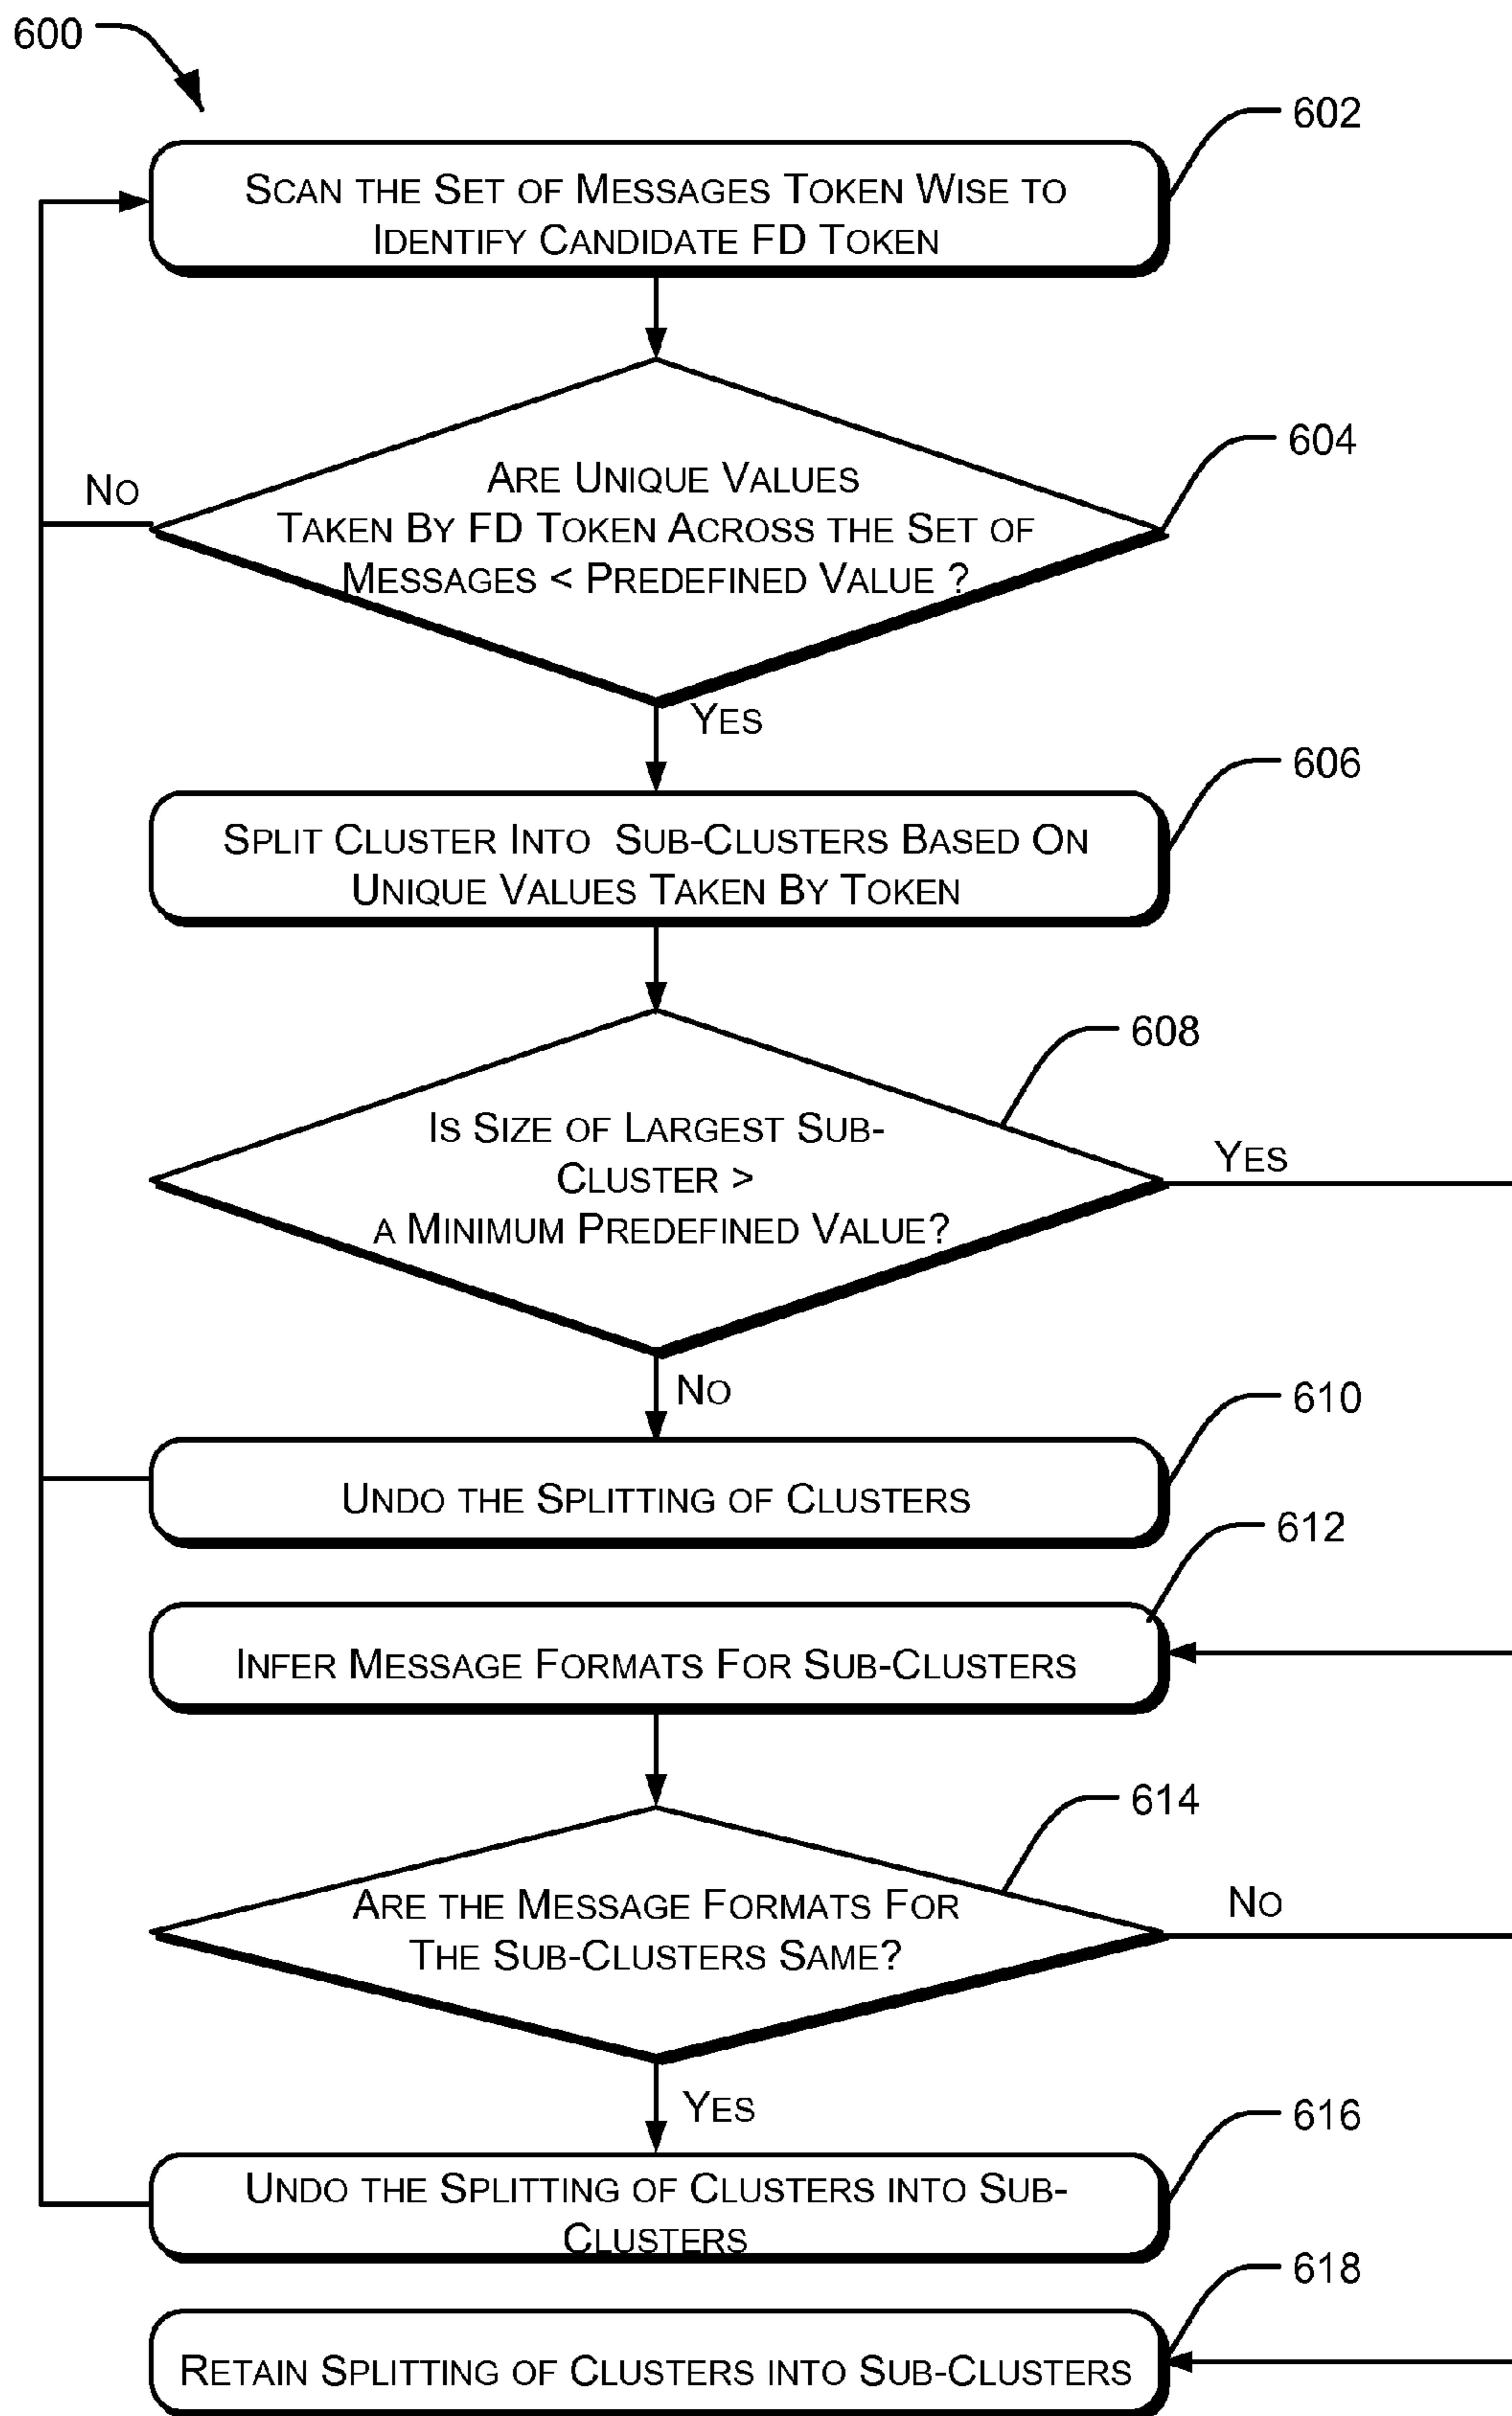 600
602
SCAN THE SET OF MESSAGES TOKEN WISE TO
IDENTIFY CANDIDATE FD TOKEN
604
NO
ARE UNIQUE VALUES
TAKEN BY FD TOKEN ACROSS THE SET OF
MESSAGES < PREDEFINED VALUE ?
YES
606
SPLIT CLUSTER INTO SUB-CLUSTERS BASED ON
UNIQUE VALUES TAKEN BY TOKEN
608
IS SIZE OF LARGEST SUB-
CLUSTER >
A MINIMUM PREDEFINED VALUE?
YES
NO
610
UNDO THE SPLITTING OF CLUSTERS
612
INFER MESSAGE FORMATS FOR SUB-CLUSTERS
614
ARE THE MESSAGE FORMATS FOR
THE SUB-CLUSTERS SAME?
NO
YES
616
UNDO THE SPLITTING OF CLUSTERS INTO SUB-
CLUSTERS
618
RETAIN SPLITTING OF CLUSTERS INTO SUB-CLUSTERS